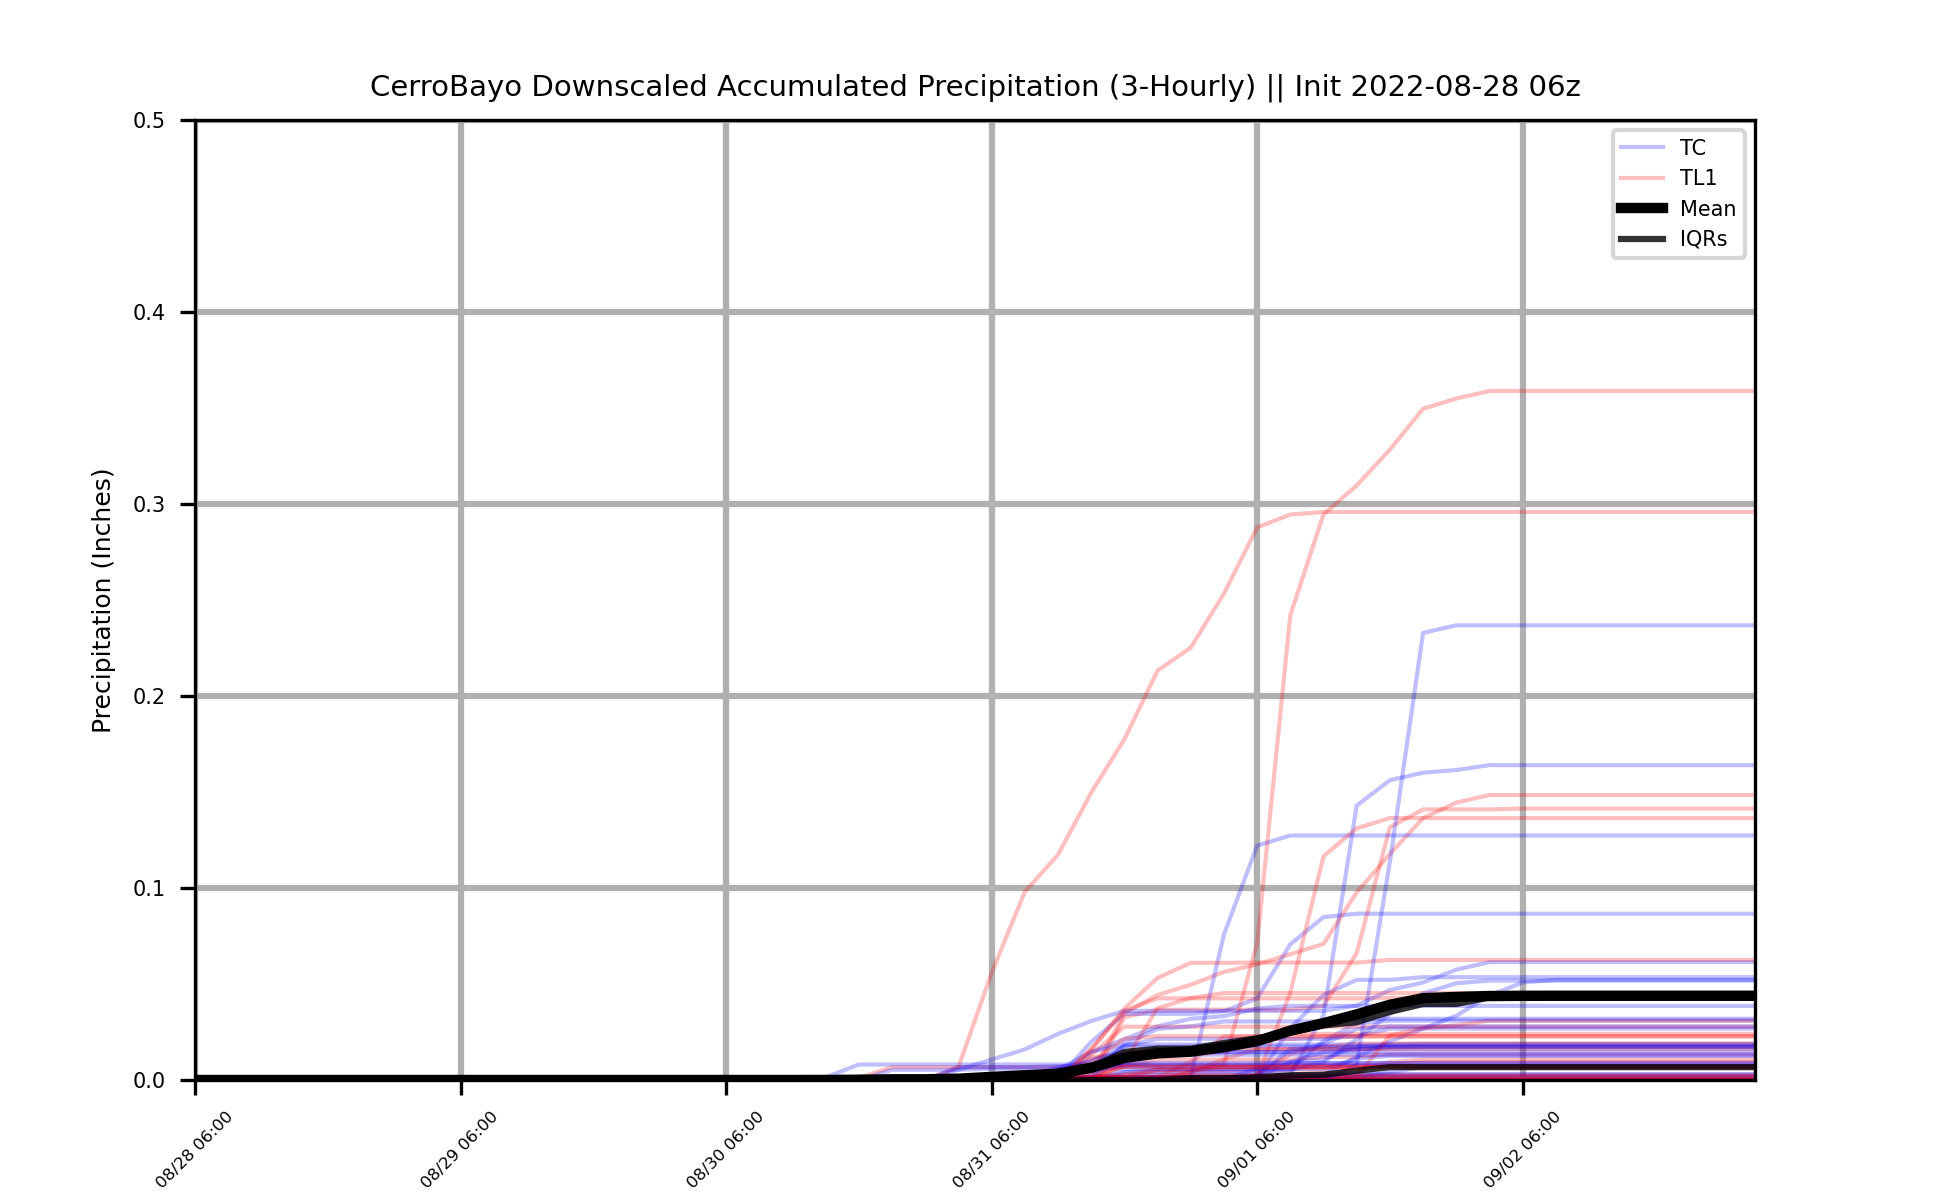 CerroBayo Downscaled Accumulated Precipitation (3-Hourly) || Init 2022-08-28 06z
TC
TL1
Mean
IQRs
Precipitation (Inches)
0.5
0.4
0.3
0.2
0.1
0.0
08/28 06:00
08/29 06:00
08/30 06:00
08/31 06:00
09/01 06:00
09/02 06:00